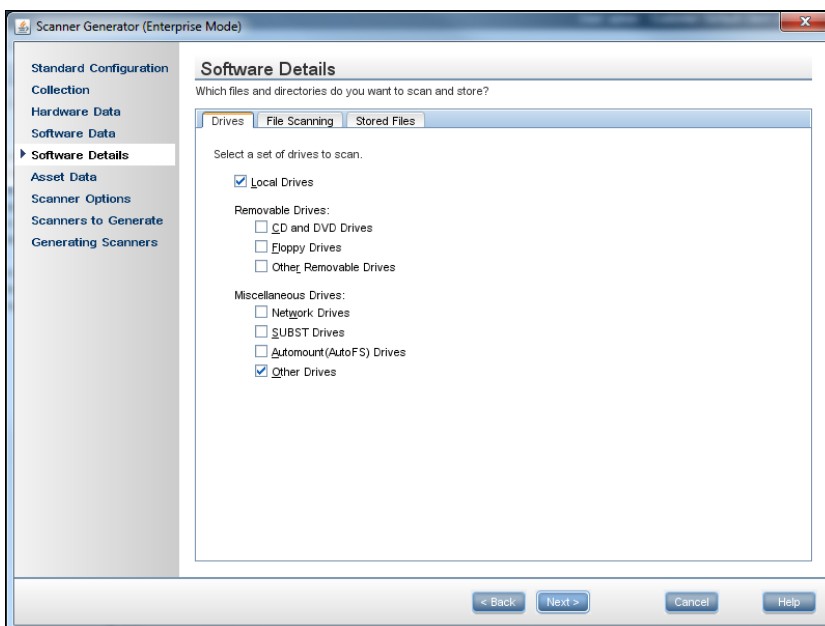 Scanner Generator (Enterprise Mode)
Standard Configuration
Collection
Hardware Data
Software Data
Software Details
Asset Data
Scanner Options
Scanners to Generate
Generating Scanners
Software Details
Which files and directories do you want to scan and store?
Drives File Scanning Stored Files
Select a set of drives to scan.
Local Drives
Removable Drives:
CD and DVD Drives
Floppy Drives
Other Removable Drives
Miscellaneous Drives:
Network Drives
SUBST Drives
Automount(AutoFS) Drives
Other Drives
< Back Next > Cancel Help